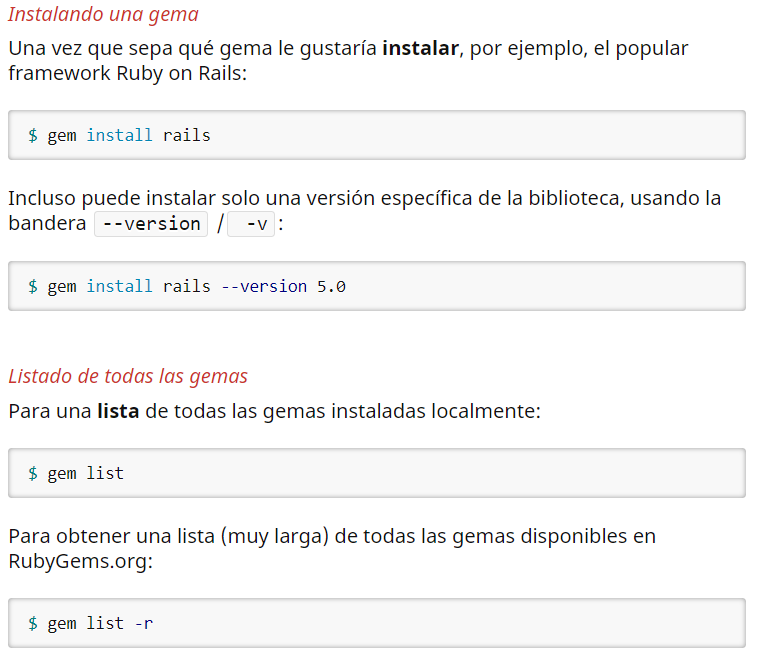 Instalando una gema
Una vez que sepa qué gema le gustaría instalar, por ejemplo, el popular
framework Ruby on Rails:
$ gem install rails
Incluso puede instalar solo una versión específica de la biblioteca, usando la
bandera --version / -v :
$ gem install rails --version 5.0
Listado de todas las gemas
Para una lista de todas las gemas instaladas localmente:
$ gem list
Para obtener una lista (muy larga) de todas las gemas disponibles en
RubyGems.org:
$ gem list -r